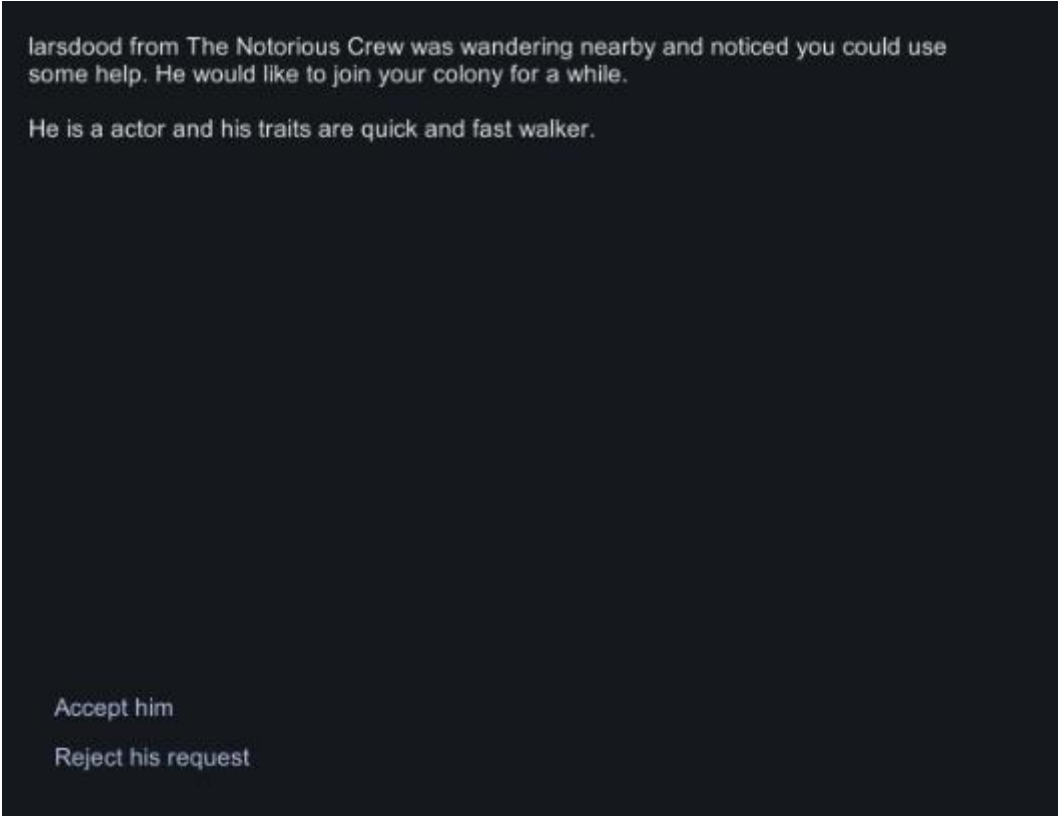 larsdood from The Notorious Crew was wandering nearby and noticed you could use
some help. He would like to join your colony for a while.
He is a actor and his traits are quick and fast walker.
Accept him
Reject his request